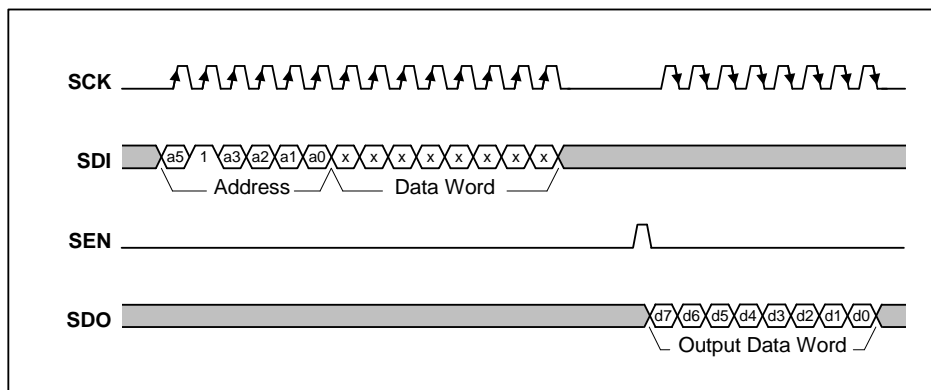 SCK
SDI
a5 1 a3 a2 a1 a0 x x x x x x x x
Address Data Word
SEN
SDO
d7 d6 d5 d4 d3 d2 d1 d0
Output Data Word